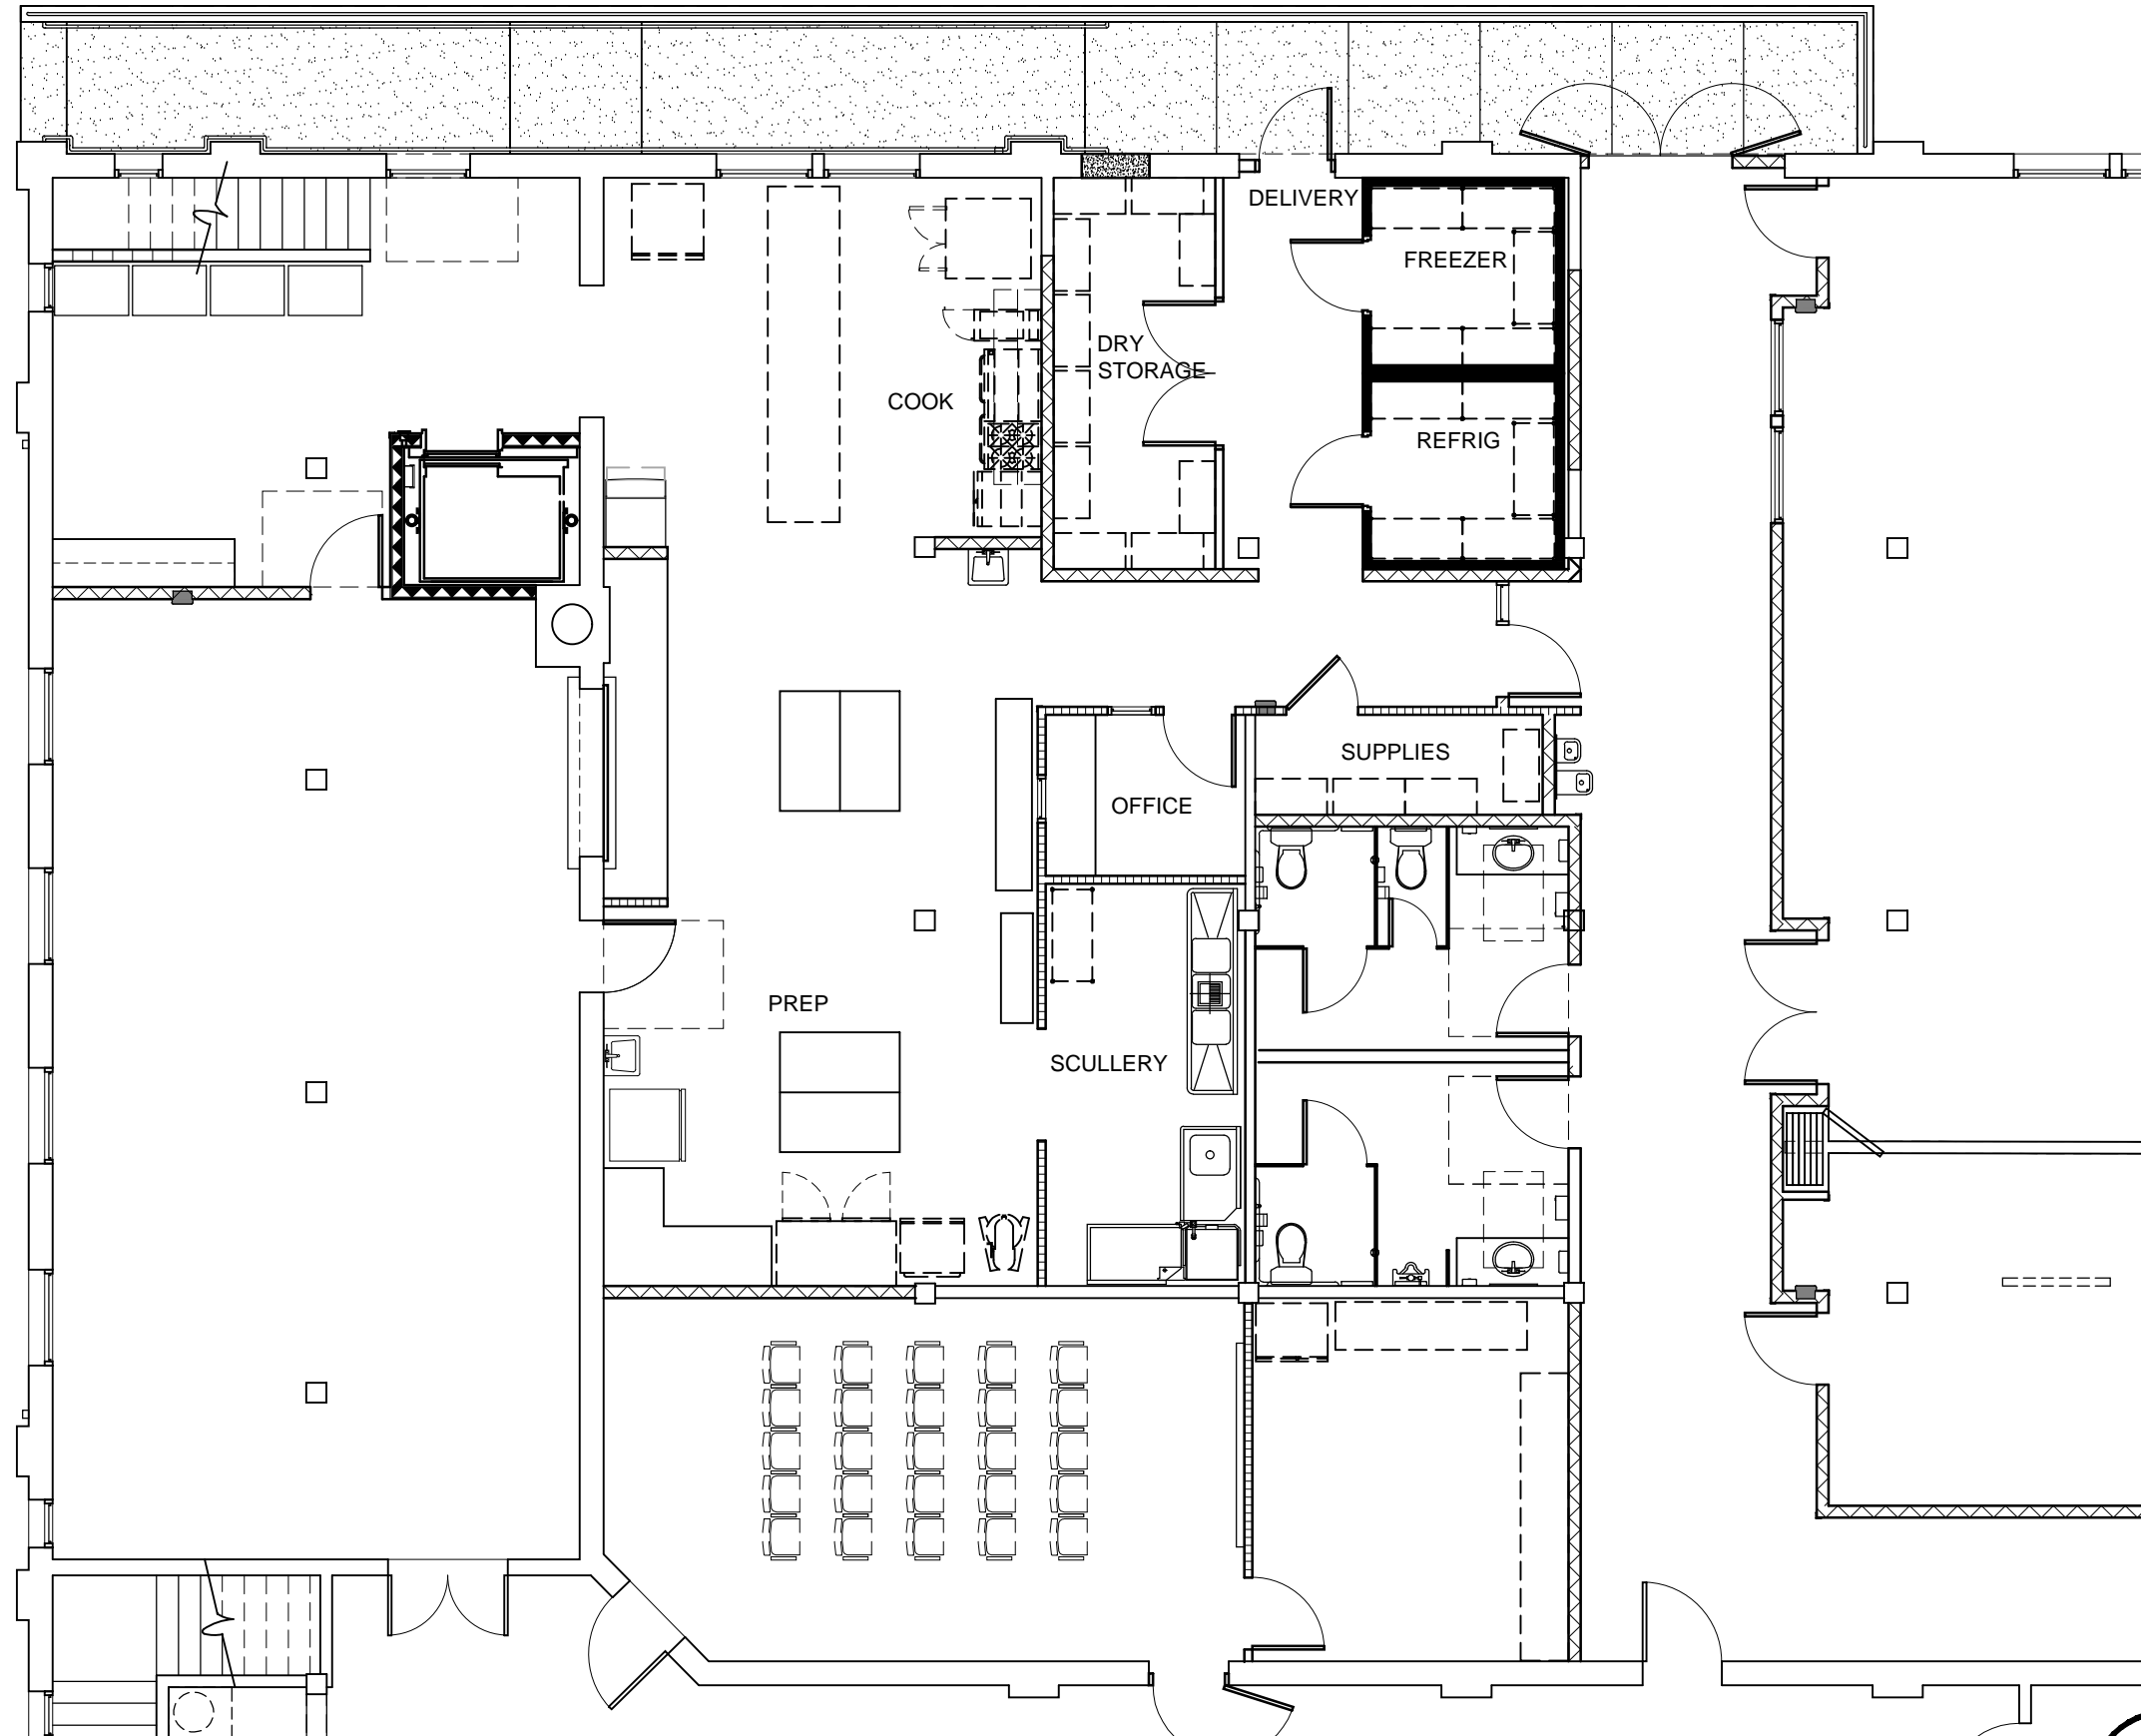 DELIVERY
FREEZER
DRY
STORAGE
COOK
REFRIG
SUPPLIES
OFFICE
PREP
SCULLERY